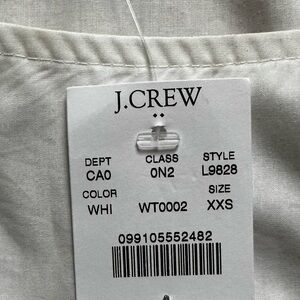 J.CREW
DEPT CLASS STYLE
CA0 0N2 L9828
COLOR SIZE
WHI WT0002 XXS
099105552482